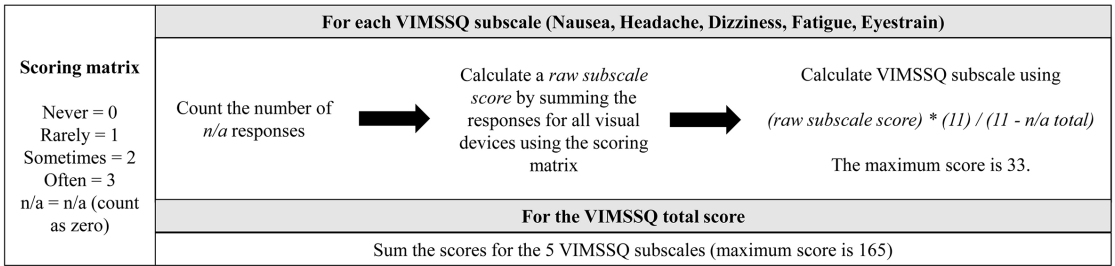 Scoring matrix
Never = 0
Rarely = 1
Sometimes = 2
Often = 3
n/a = n/a (count
as zero)
For each VIMSSQ subscale (Nausea, Headache, Dizziness, Fatigue, Eyestrain)
Count the number of
n/a responses
Calculate a raw subscale
score by summing the
responses for all visual
devices using the scoring
matrix
Calculate VIMSSQ subscale using
(raw subscale score) * (11) / (11 - n/a total)
The maximum score is 33.
For the VIMSSQ total score
Sum the scores for the 5 VIMSSQ subscales (maximum score is 165)